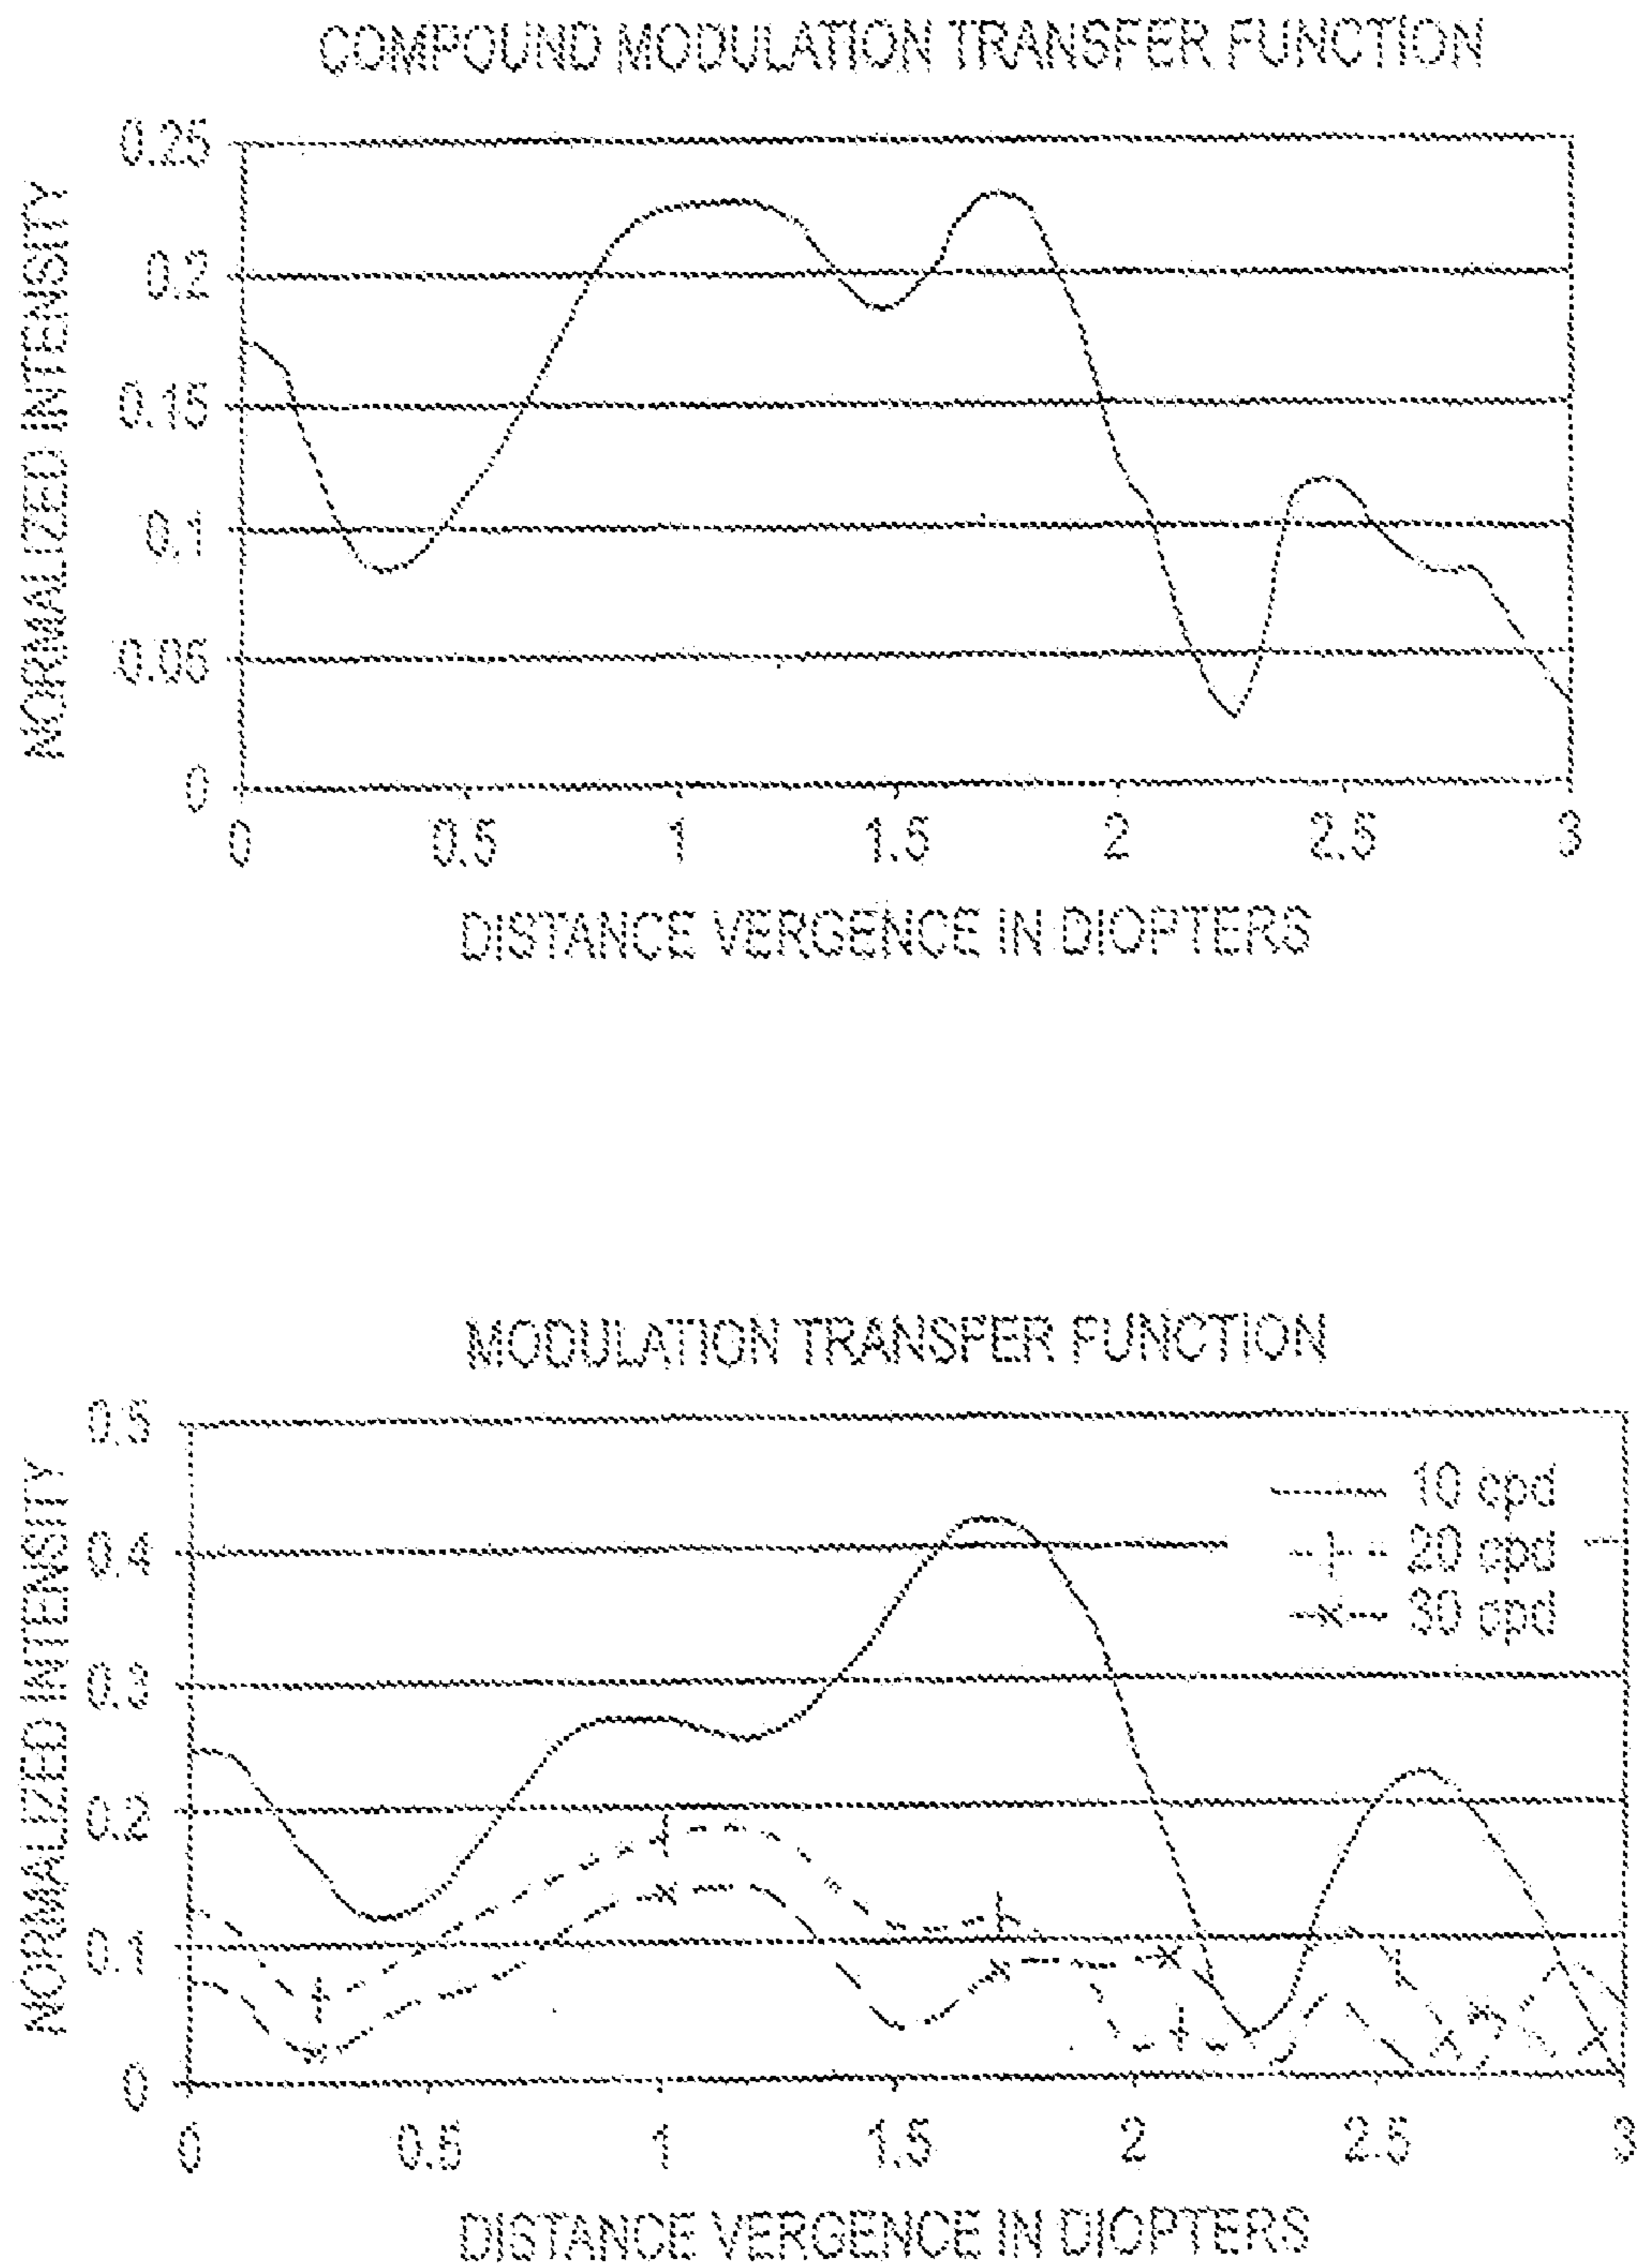 COMPOUND MODULATION TRANSFER FUNCTION
NORMALIZED INTENSITY
0.25
0.2
0.15
0.1
0.05
0
0 0.5 1 1.5 2 2.5 3
DISTANCE VERGENCE IN DIOPTERS
MODULATION TRANSFER FUNCTION
NORMALIZED INTENSITY
0.5
0.4
0.3
0.2
0.1
0
10 cpd
20 cpd
30 cpd
0 0.5 1 1.5 2 2.5 3
DISTANCE VERGENCE IN DIOPTERS